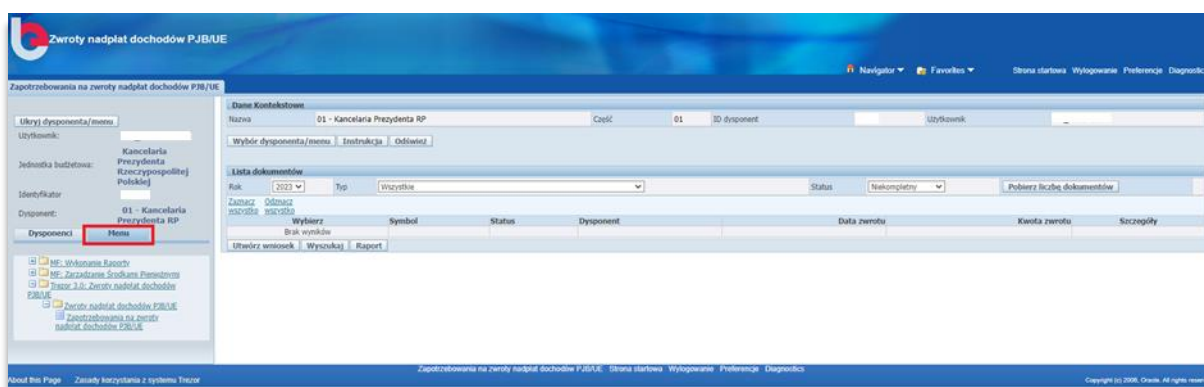 Zwroty nadpłat dochodów PJB/UE
Navigator Favorites Strona startowa Wylogowanie Preferencje Diagnostic
Zapotrzebowania na zwroty nadpłat dochodów PJB/UE
Ukryj dysponenta/menu
Użytkownik:
Jednostka budżetowa: Kancelaria
Prezydenta
Rzeczypospolitej
Polskiej
Identyfikator
Dysponent: 01 - Kancelaria
Prezydenta RP
Dysponenci Menu
MF: Wykonanie Raporty
MF: Zarządzanie Środkami Pieniężnymi
Trezor 3.0: Zwroty nadpłat dochodów
PJB/UE
Zwroty nadpłat dochodów PJB/UE
Zapotrzebowania na zwroty
nadpłat dochodów PJB/UE
Dane Kontekstowe
Nazwa 01 - Kancelaria Prezydenta RP Część 01 ID dysponent Użytkownik
Wybór dysponenta/menu Instrukcja Odśwież
Lista dokumentów
Rok 2023 Typ Wszystkie Status Niekompletny Pobierz liczbę dokumentów
Zaznacz Odznacz
wszystko wszystko
Wybierz Symbol Status Dysponent Data zwrotu Kwota zwrotu Szczegóły
Brak wyników
Utwórz wniosek Wyszukaj Raport
Zapotrzebowania na zwroty nadpłat dochodów PJB/UE Strona startowa Wylogowanie Preferencje Diagnostics
About this Page Zasady korzystania z systemu Trezor
Copyright (c) 2006, Oracle. All rights